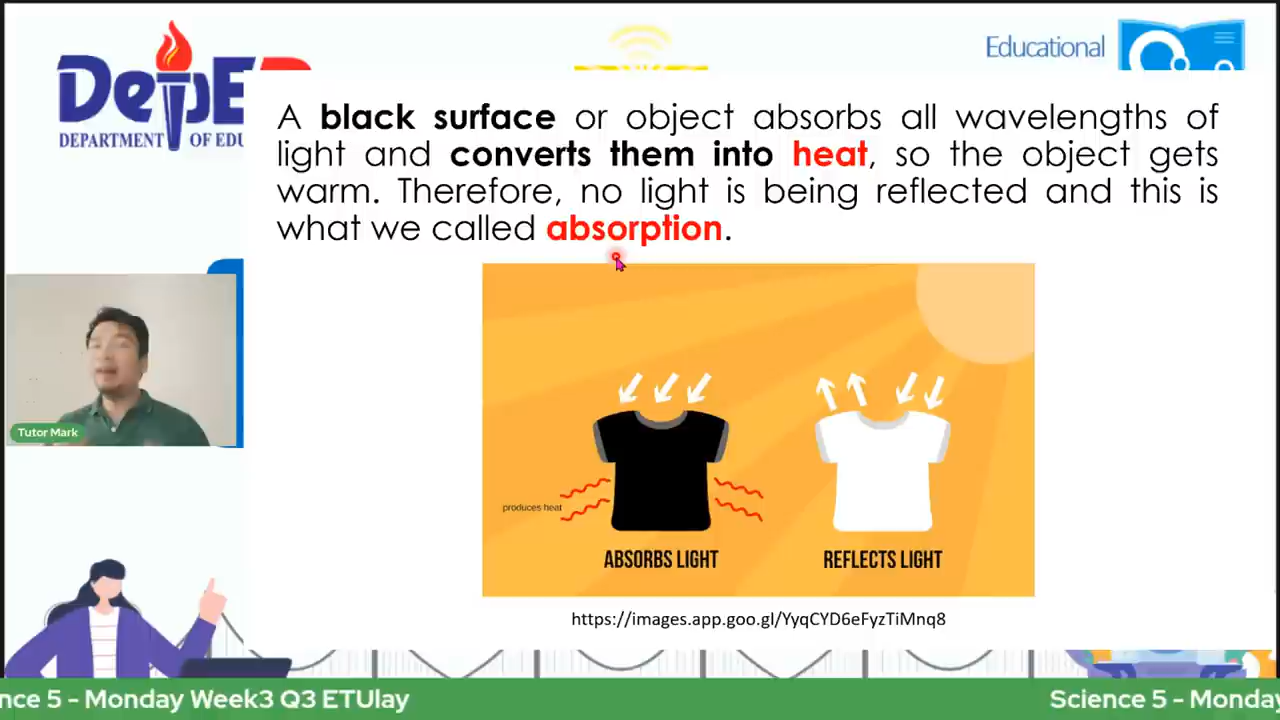 DepE
DEPARTMENT OF EDU
Educational
A black surface or object absorbs all wavelengths of
light and converts them into heat, so the object gets
warm. Therefore, no light is being reflected and this is
what we called absorption.
Tutor Mark
produces heat
ABSORBS LIGHT
REFLECTS LIGHT
https://images.app.goo.gl/YyqCYD6eFyzTiMnq8
nce 5 - Monday Week3 Q3 ETUlay
Science 5 - Monday